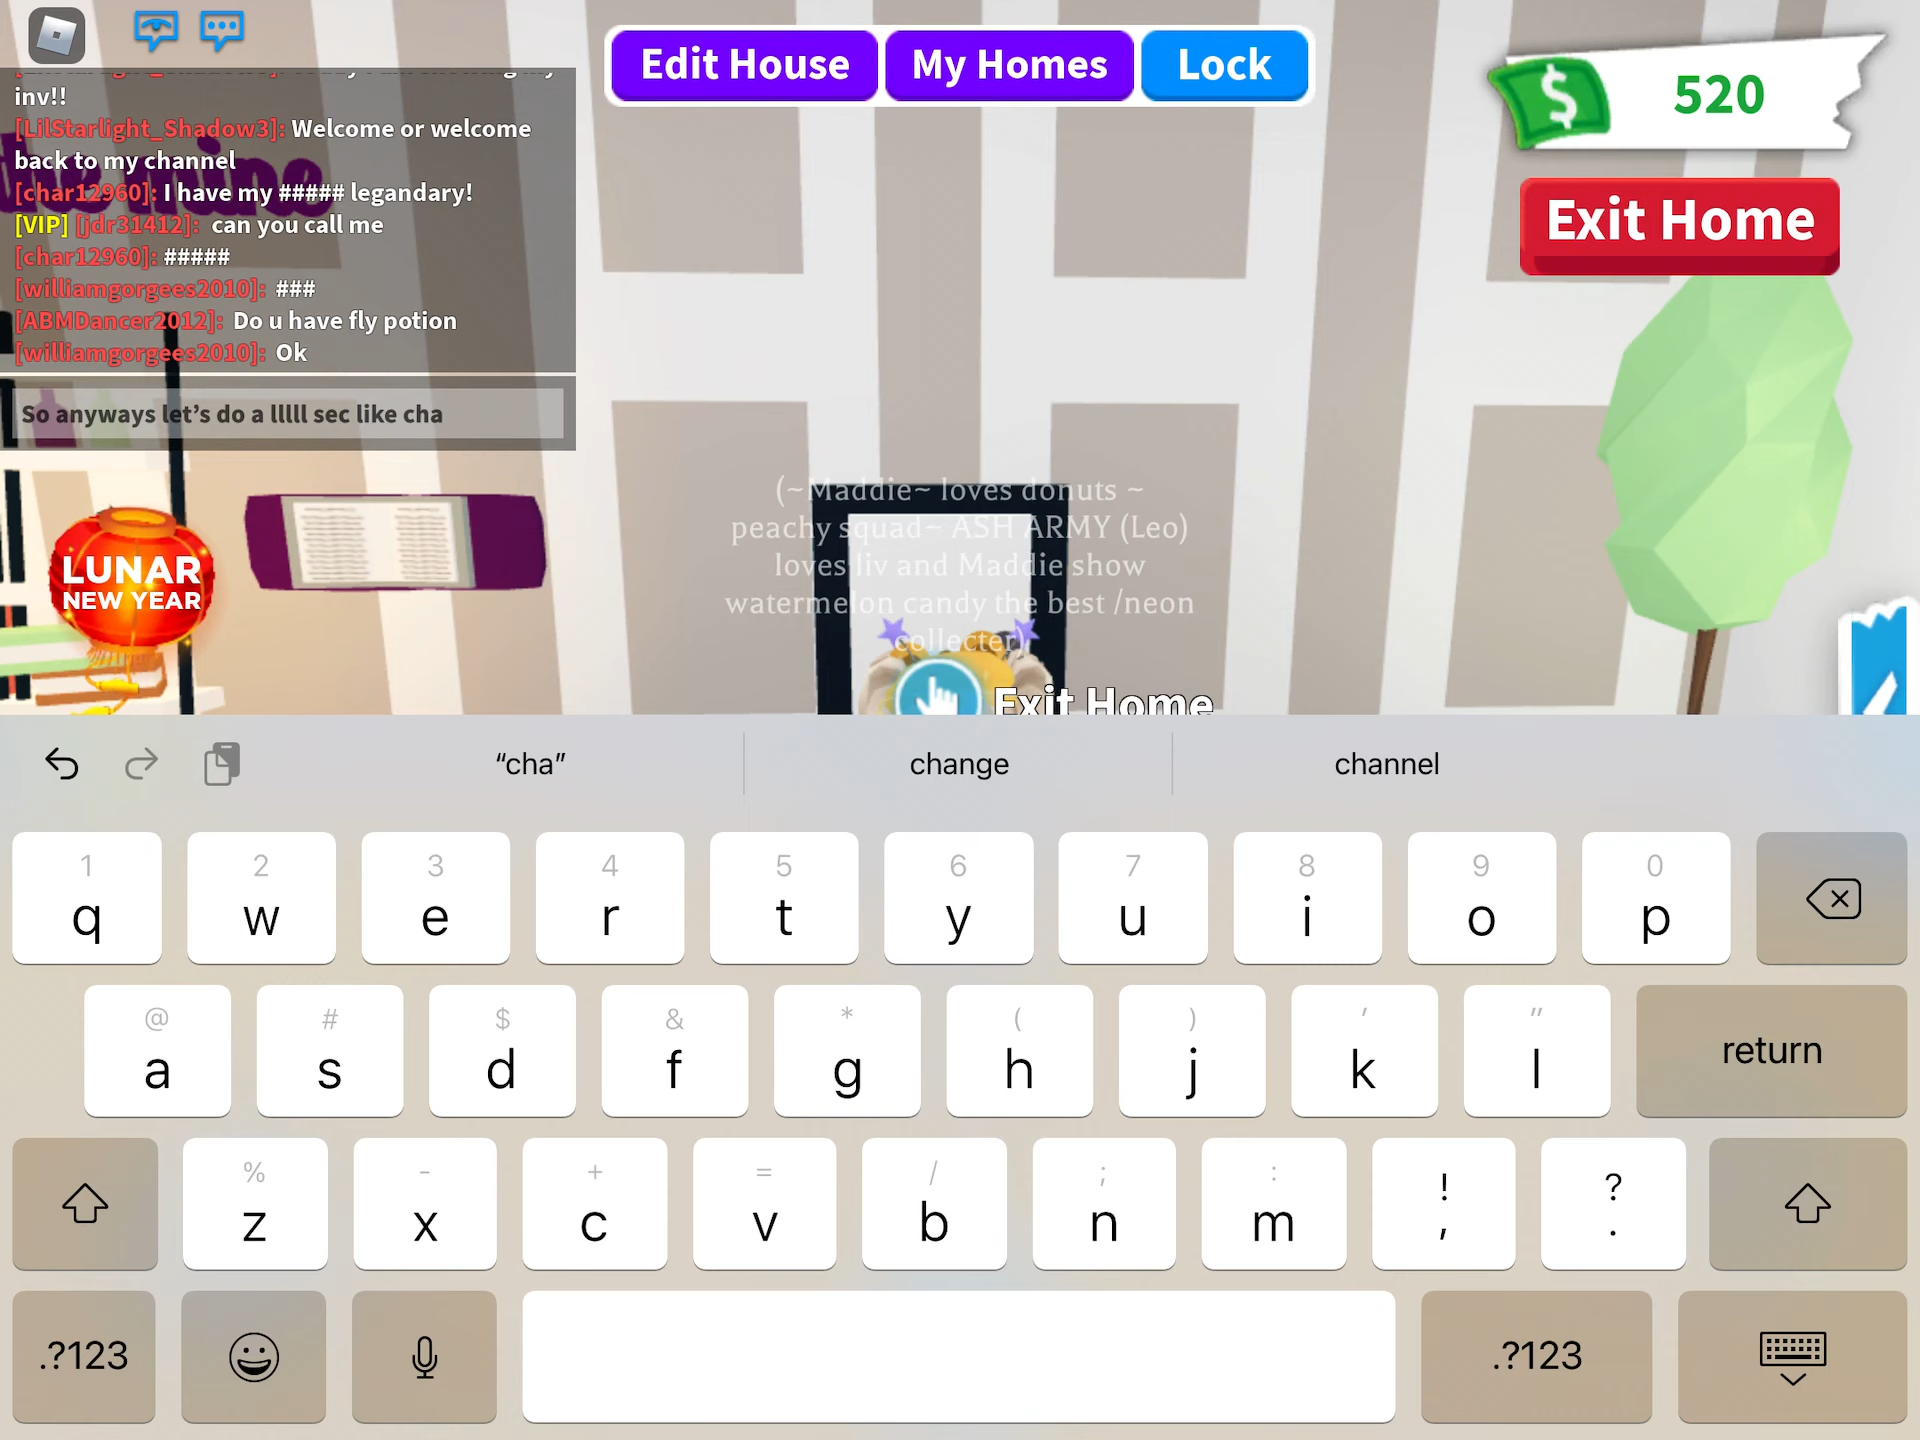 Edit House
My Homes
Lock
520
Exit Home
inv!!
[LilStarlight_Shadow3]: Welcome or welcome
back to my channel
[char12960]: I have my ##### legandary!
[VIP] [jdr31412]: can you call me
[char12960]: #####
[williamgorgees2010]: ###
[ABMDancer2012]: Do u have fly potion
[williamgorgees2010]: Ok
So anyways let’s do a lllll sec like cha
the mine
LUNAR
NEW YEAR
(~Maddie~ loves donuts ~
peachy squad~ ASH ARMY (Leo)
loves liv and Maddie show
watermelon candy the best /neon
collecter)
Exit Home
“cha”
change
channel
1 2 3 4 5 6 7 8 9 0
q w e r t y u i o p
@ # $ & * ( ) ’ ”
a s d f g h j k l
return
% - + = / ; : ! ?
z x c v b n m , .
.?123
.?123